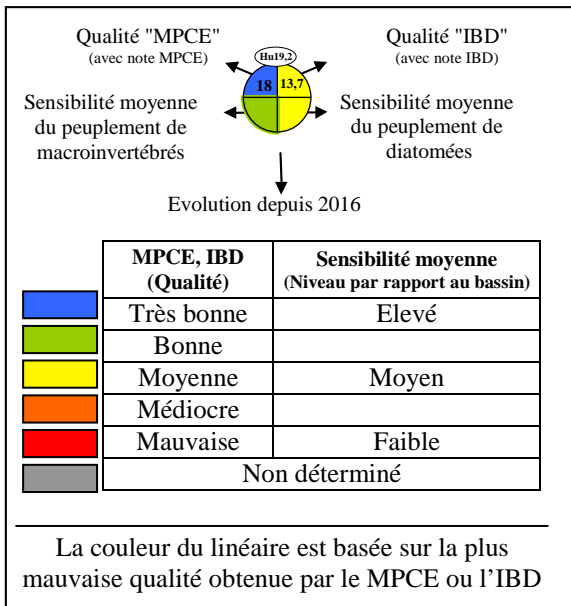 Qualité "MPCE"
(avec note MPCE)
Hu19,2
Qualité "IBD"
(avec note IBD)
18
13,7
Sensibilité moyenne
du peuplement de
macroinvertébrés
Sensibilité moyenne
du peuplement de
diatomées
Evolution depuis 2016
MPCE, IBD
(Qualité)
Sensibilité moyenne
(Niveau par rapport au bassin)
Très bonne
Elevé
Bonne
Moyenne
Moyen
Médiocre
Mauvaise
Faible
Non déterminé
La couleur du linéaire est basée sur la plus
mauvaise qualité obtenue par le MPCE ou l'IBD